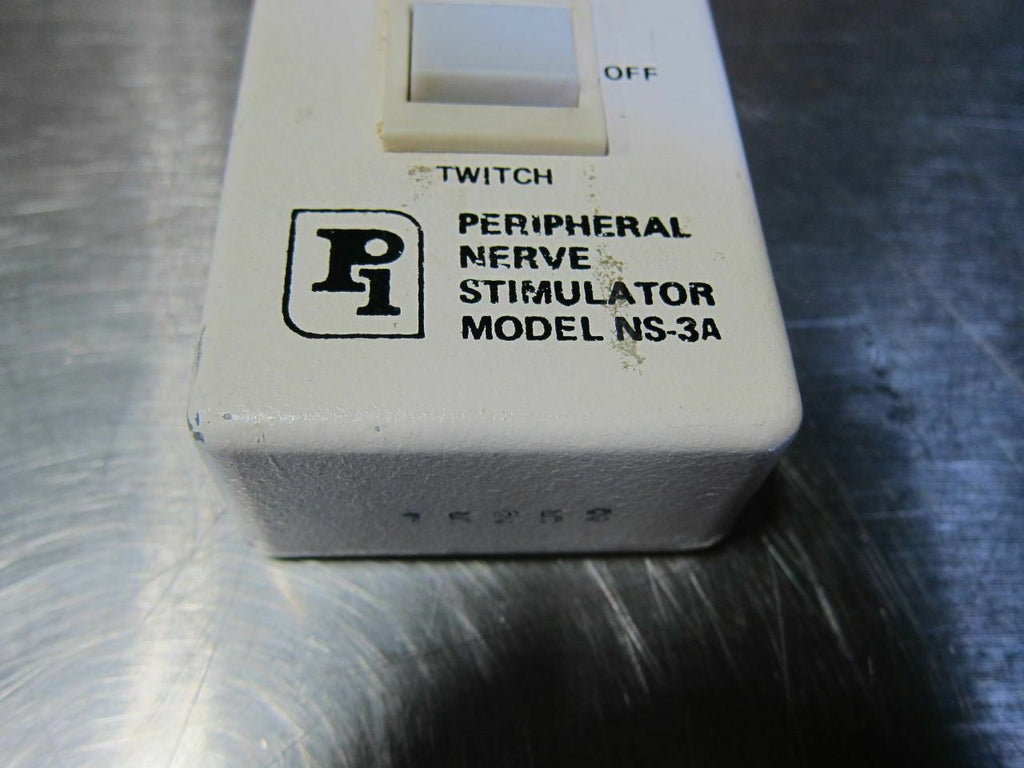 OFF
TWITCH
Pi
PERIPHERAL
NERVE
STIMULATOR
MODEL NS-3A